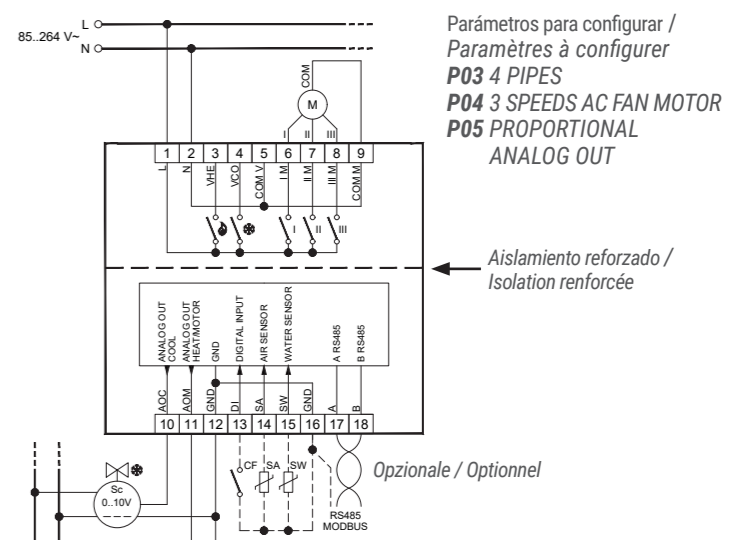 L
85..264 V~
N
Parámetros para configurar /
Paramètres à configurer
P03 4 PIPES
P04 3 SPEEDS AC FAN MOTOR
P05 PROPORTIONAL
ANALOG OUT
COM
M
I
II
III
1 2 3 4 5 6 7 8 9
L
N
VHE
VCO
COM V
I M
II M
III M
COM M
I
II
III
Aislamiento reforzado /
Isolation renforcée
ANALOG OUT
COOL
ANALOG OUT
HEAT/MOTOR
GND
DIGITAL INPUT
AIR SENSOR
WATER SENSOR
A RS485
B RS485
AOC
AOM
GND
DI
SA
SW
GND
A
B
10 11 12 13 14 15 16 17 18
CF
SA
SW
Opzionale / Optionnel
Sc
0..10V
RS485
MODBUS